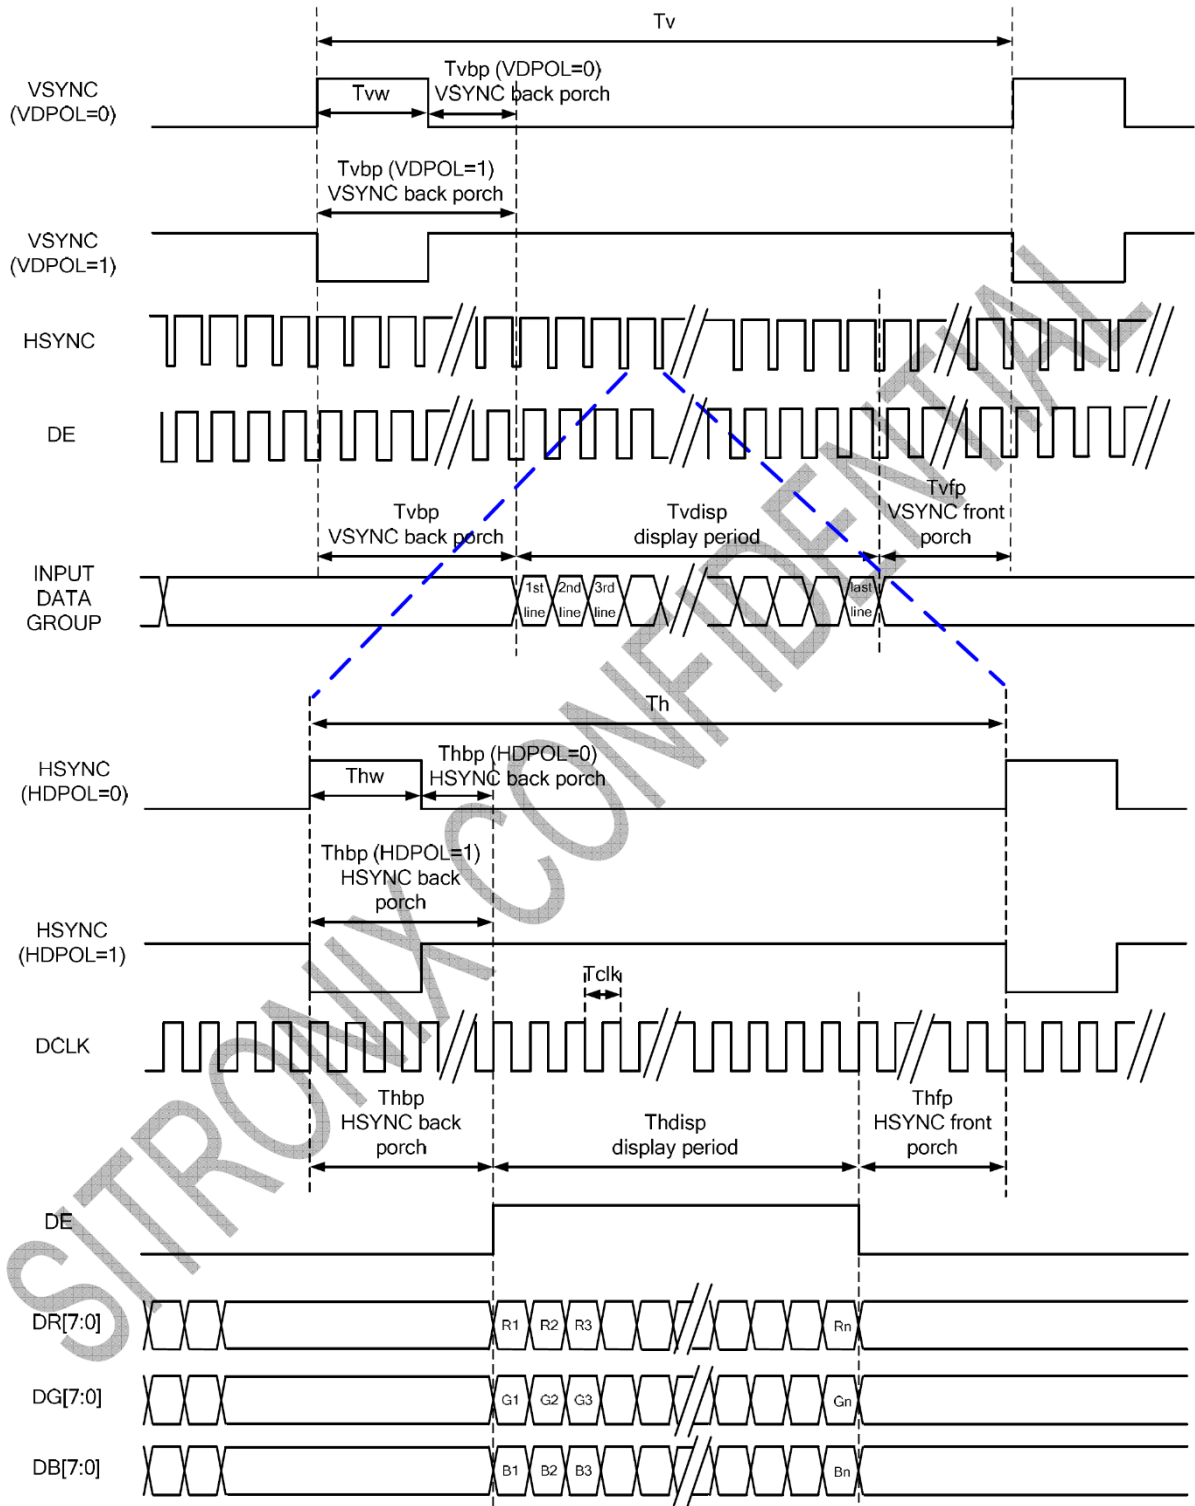 Tv
VSYNC
(VDPOL=0)
Tvw
Tvbp (VDPOL=0)
VSYNC back porch
Tvbp (VDPOL=1)
VSYNC back porch
VSYNC
(VDPOL=1)
HSYNC
DE
Tvbp
VSYNC back porch
Tvdisp
display period
Tvfp
VSYNC front
porch
INPUT
DATA
GROUP
1st
line
2nd
line
3rd
line
last
line
Th
HSYNC
(HDPOL=0)
Thw
Thbp (HDPOL=0)
HSYNC back porch
Thbp (HDPOL=1)
HSYNC back
porch
HSYNC
(HDPOL=1)
Tclk
DCLK
Thbp
HSYNC back
porch
Thdisp
display period
Thfp
HSYNC front
porch
DE
DR[7:0]
R1 R2 R3 Rn
DG[7:0]
G1 G2 G3 Gn
DB[7:0]
B1 B2 B3 Bn
SITRONIX CONFIDENTIAL